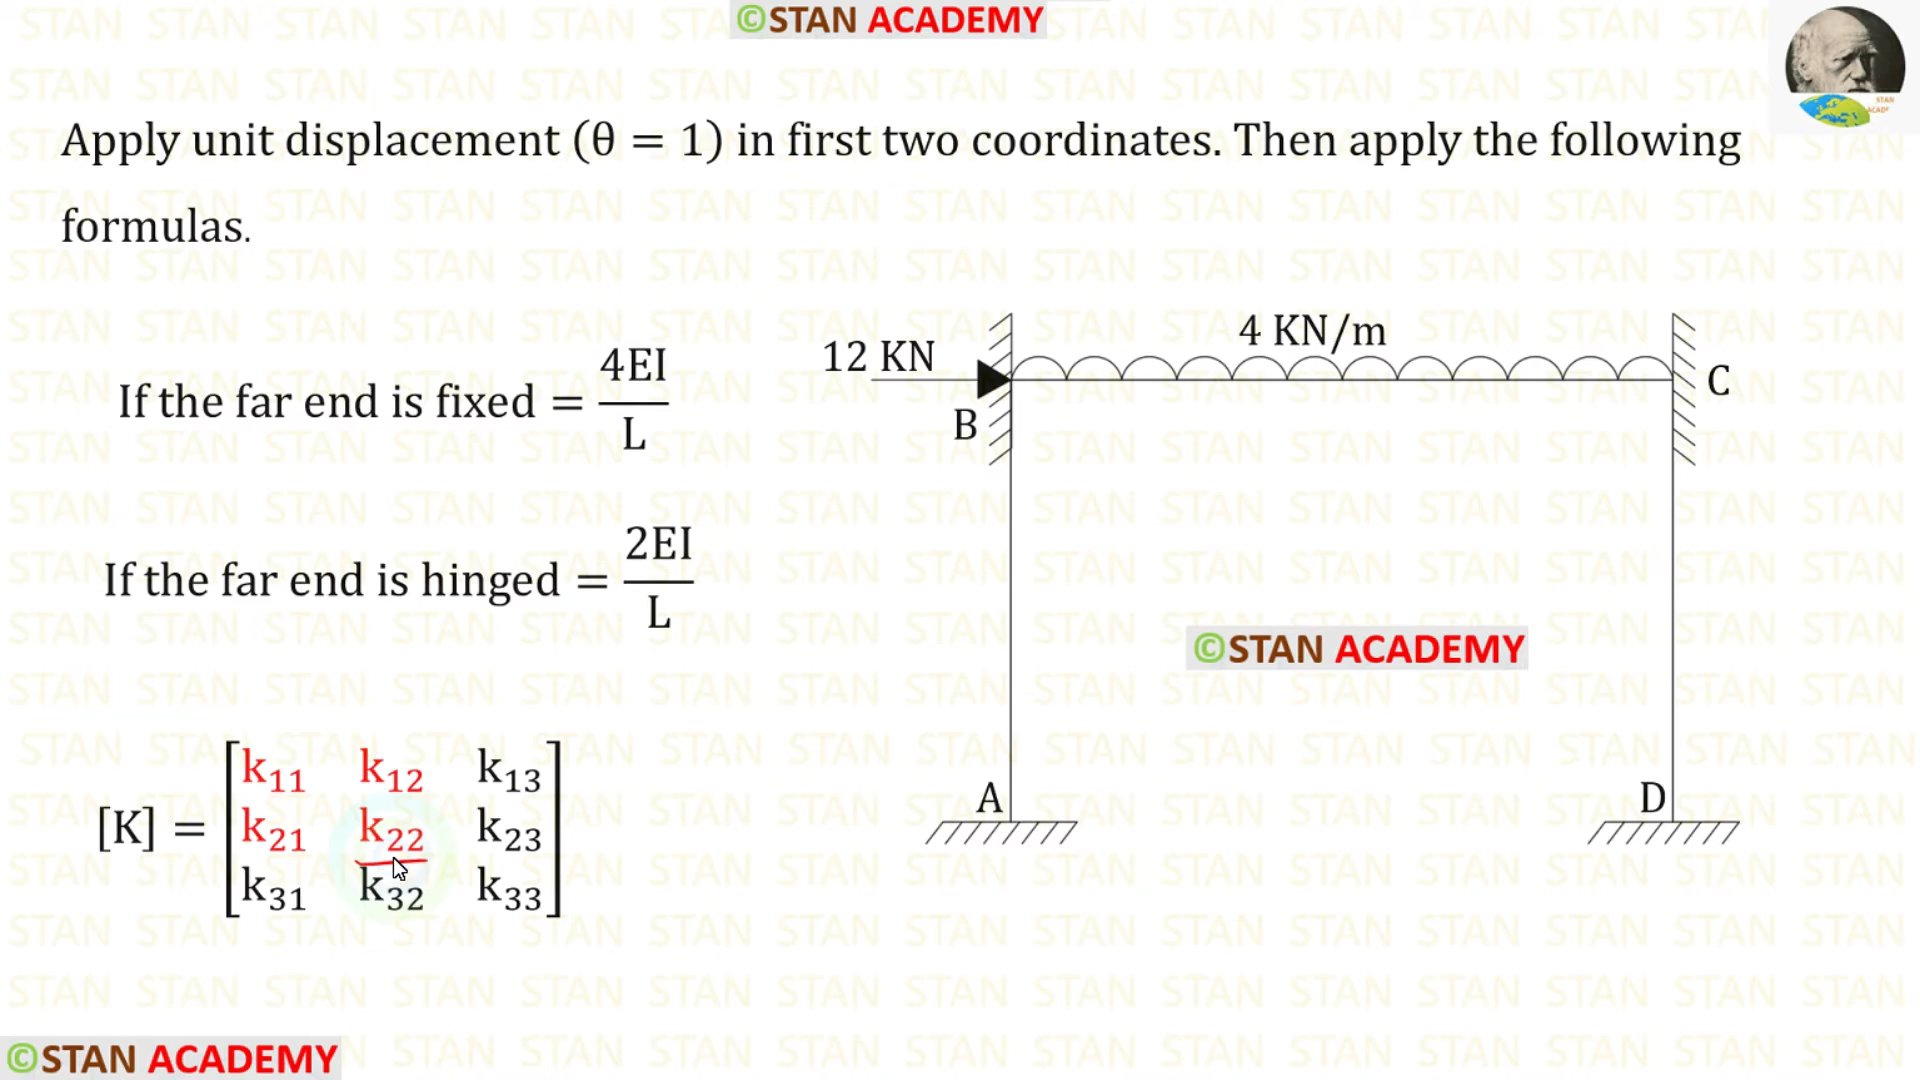 ©STAN ACADEMY
Apply unit displacement (θ = 1) in first two coordinates. Then apply the following
formulas.
If the far end is fixed = 4EI/L
If the far end is hinged = 2EI/L
12 KN
4 KN/m
B
C
A
D
©STAN ACADEMY
[K] = [k₁₁ k₁₂ k₁₃
k₂₁ k₂₂ k₂₃
k₃₁ k₃₂ k₃₃]
©STAN ACADEMY